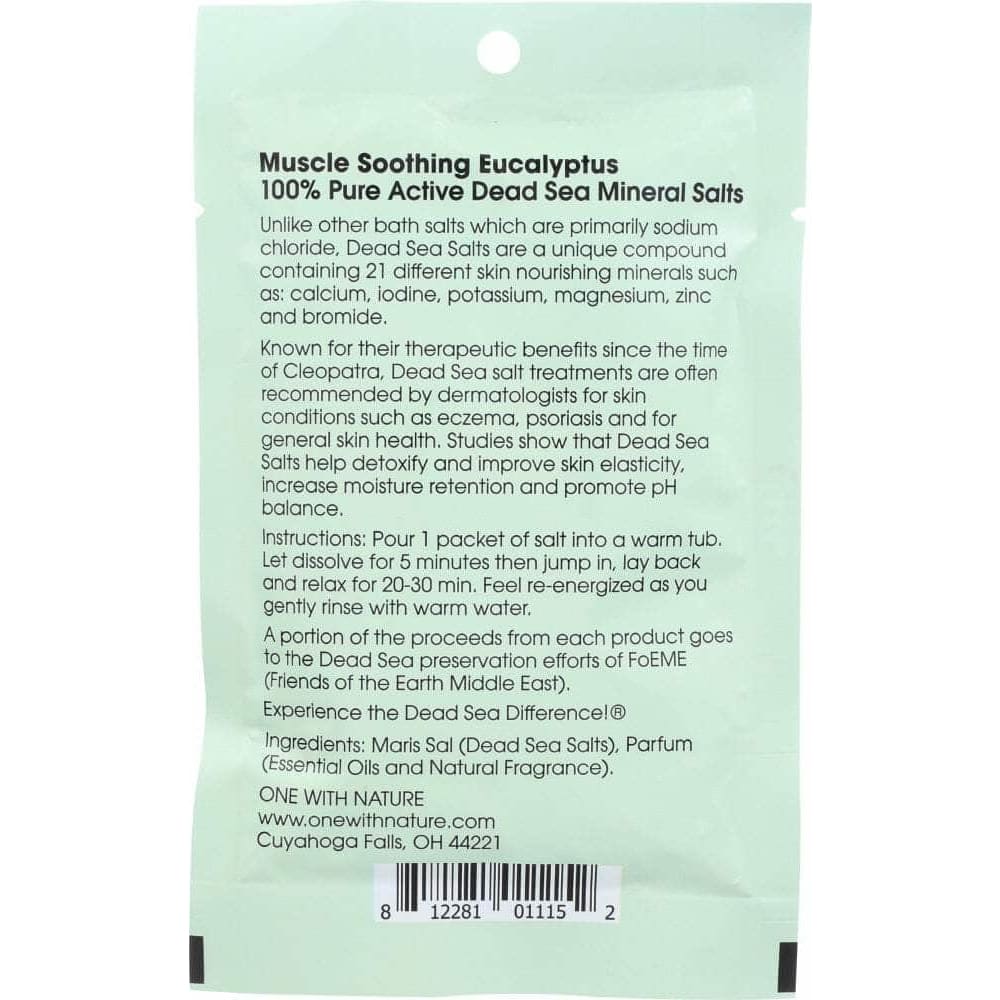 Muscle Soothing Eucalyptus
100% Pure Active Dead Sea Mineral Salts
Unlike other bath salts which are primarily sodium
chloride, Dead Sea Salts are a unique compound
containing 21 different skin nourishing minerals such
as: calcium, iodine, potassium, magnesium, zinc
and bromide.
Known for their therapeutic benefits since the time
of Cleopatra, Dead Sea salt treatments are often
recommended by dermatologists for skin
conditions such as eczema, psoriasis and for
general skin health. Studies show that Dead Sea
Salts help detoxify and improve skin elasticity,
increase moisture retention and promote pH
balance.
Instructions: Pour 1 packet of salt into a warm tub.
Let dissolve for 5 minutes then jump in, lay back
and relax for 20-30 min. Feel re-energized as you
gently rinse with warm water.
A portion of the proceeds from each product goes
to the Dead Sea preservation efforts of FoEME
(Friends of the Earth Middle East).
Experience the Dead Sea Difference!®
Ingredients: Maris Sal (Dead Sea Salts), Parfum
(Essential Oils and Natural Fragrance).
ONE WITH NATURE
www.onewithnature.com
Cuyahoga Falls, OH 44221
8 12281 01115 2